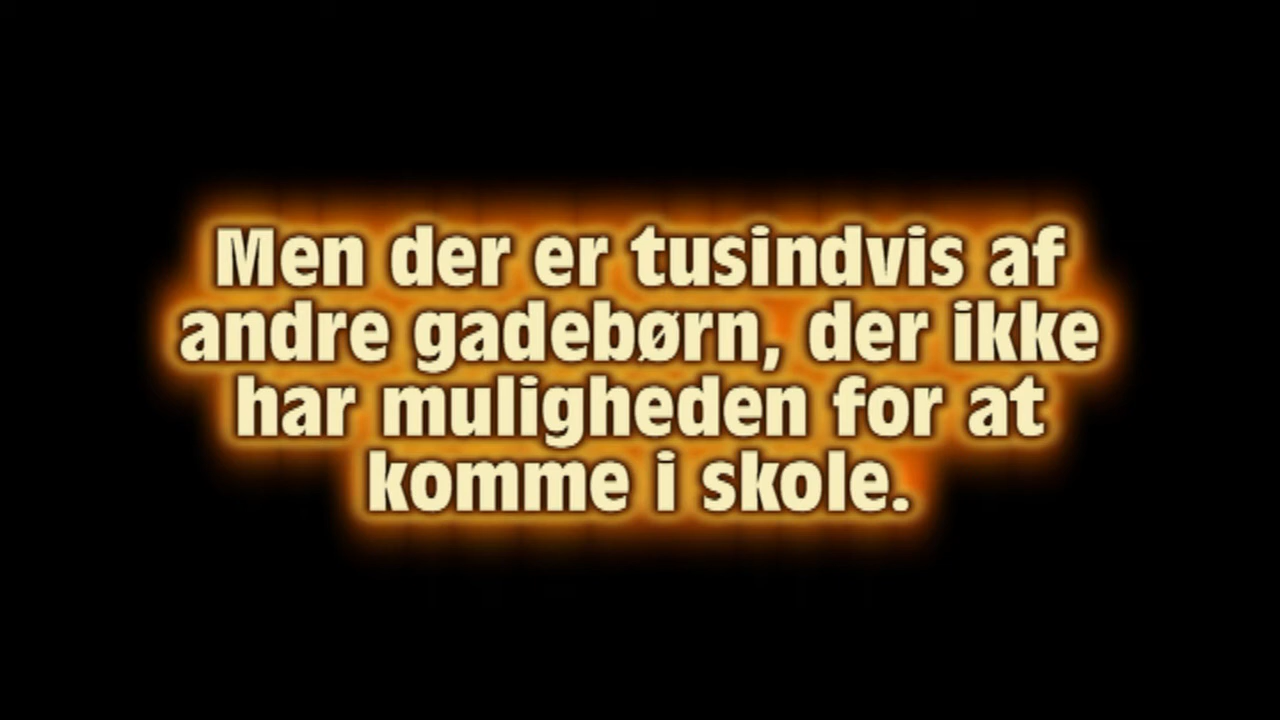 Men der er tusindvis af
andre gadebørn, der ikke
har muligheden for at
komme i skole.